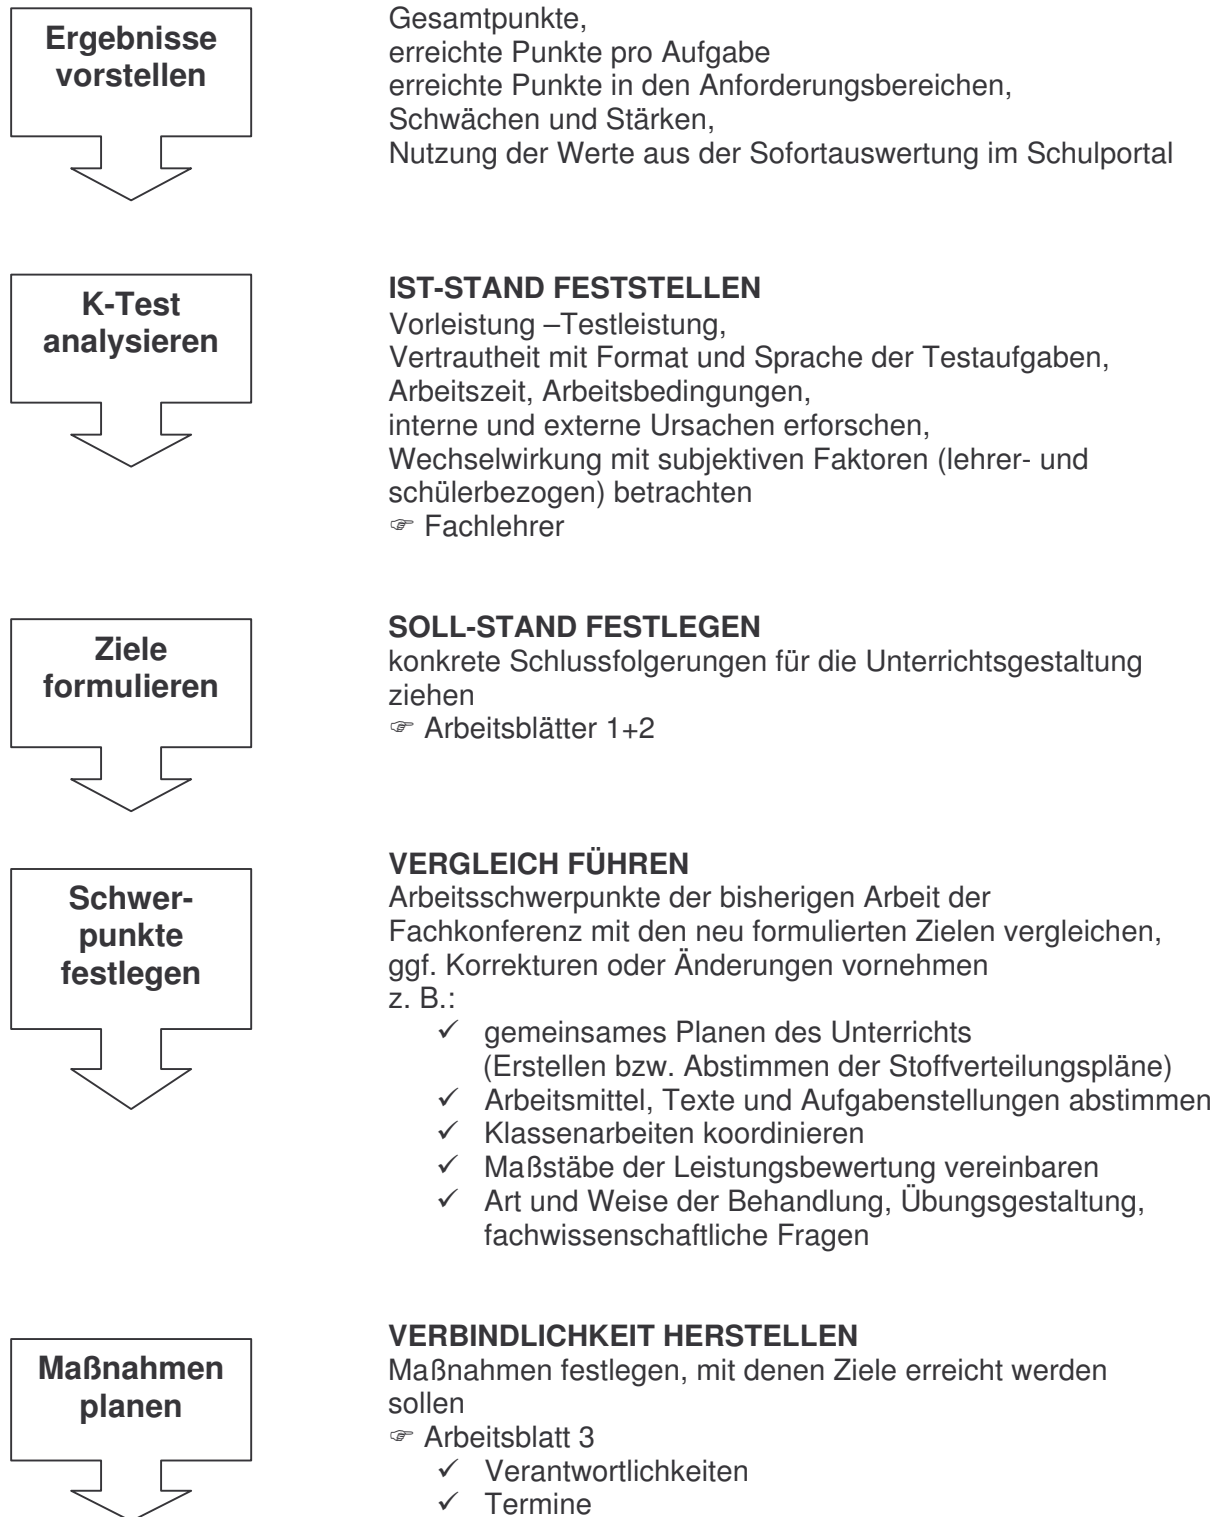 Ergebnisse
vorstellen
Gesamtpunkte,
erreichte Punkte pro Aufgabe
erreichte Punkte in den Anforderungsbereichen,
Schwächen und Stärken,
Nutzung der Werte aus der Sofortauswertung im Schulportal
K-Test
analysieren
IST-STAND FESTSTELLEN
Vorleistung –Testleistung,
Vertrautheit mit Format und Sprache der Testaufgaben,
Arbeitszeit, Arbeitsbedingungen,
interne und externe Ursachen erforschen,
Wechselwirkung mit subjektiven Faktoren (lehrer- und
schülerbezogen) betrachten
☞ Fachlehrer
Ziele
formulieren
SOLL-STAND FESTLEGEN
konkrete Schlussfolgerungen für die Unterrichtsgestaltung
ziehen
☞ Arbeitsblätter 1+2
Schwer-
punkte
festlegen
VERGLEICH FÜHREN
Arbeitsschwerpunkte der bisherigen Arbeit der
Fachkonferenz mit den neu formulierten Zielen vergleichen,
ggf. Korrekturen oder Änderungen vornehmen
z. B.:
✓ gemeinsames Planen des Unterrichts
(Erstellen bzw. Abstimmen der Stoffverteilungspläne)
✓ Arbeitsmittel, Texte und Aufgabenstellungen abstimmen
✓ Klassenarbeiten koordinieren
✓ Maßstäbe der Leistungsbewertung vereinbaren
✓ Art und Weise der Behandlung, Übungsgestaltung,
fachwissenschaftliche Fragen
Maßnahmen
planen
VERBINDLICHKEIT HERSTELLEN
Maßnahmen festlegen, mit denen Ziele erreicht werden
sollen
☞ Arbeitsblatt 3
✓ Verantwortlichkeiten
✓ Termine